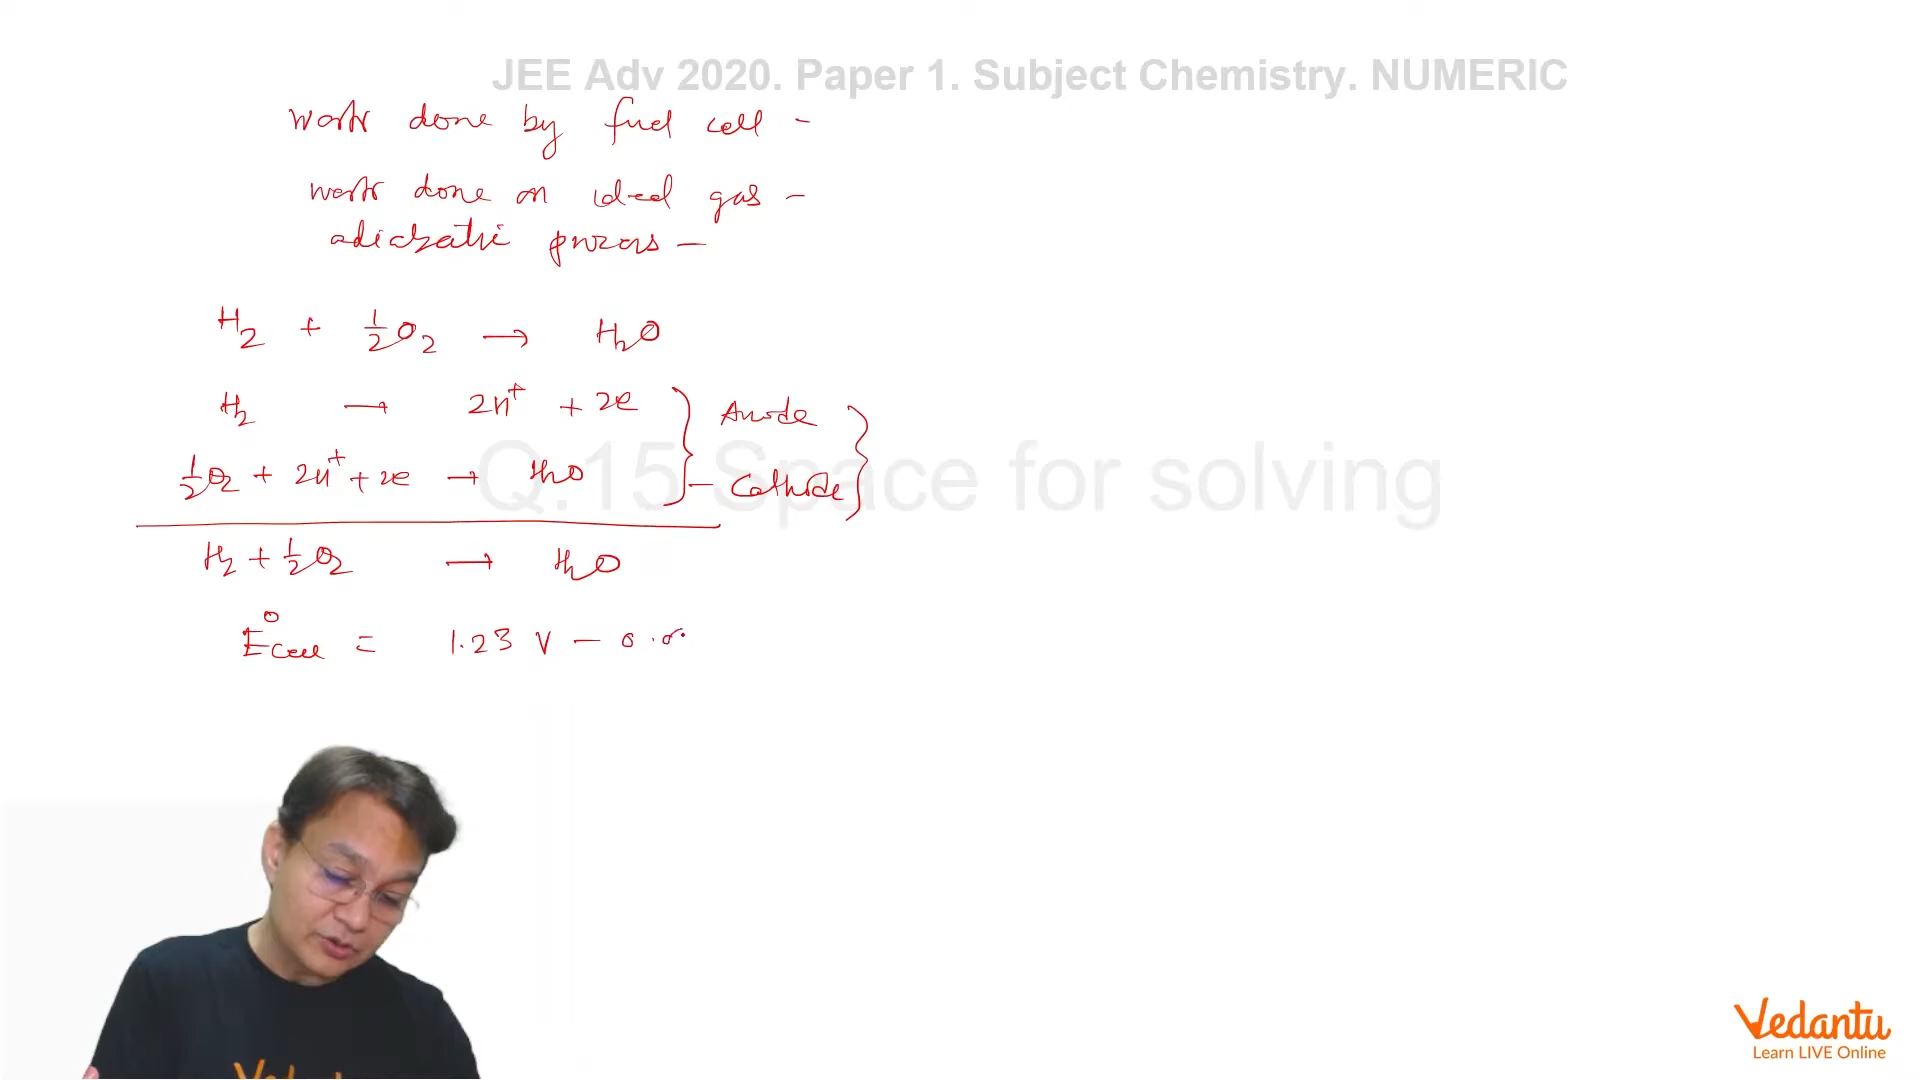 JEE Adv 2020. Paper 1. Subject Chemistry. NUMERIC
work done by fuel cell -
work done on ideal gas -
adiabatic process -
H2 + 1/2 O2 → H2O
H2 → 2H+ + 2e } Anode }
1/2 O2 + 2H+ + 2e → H2O } - Cathode }
Q.15 Space for solving
H2 + 1/2 O2 → H2O
E°cell = 1.23 V - 0.0
Vedantu
Learn LIVE Online
Vedantu